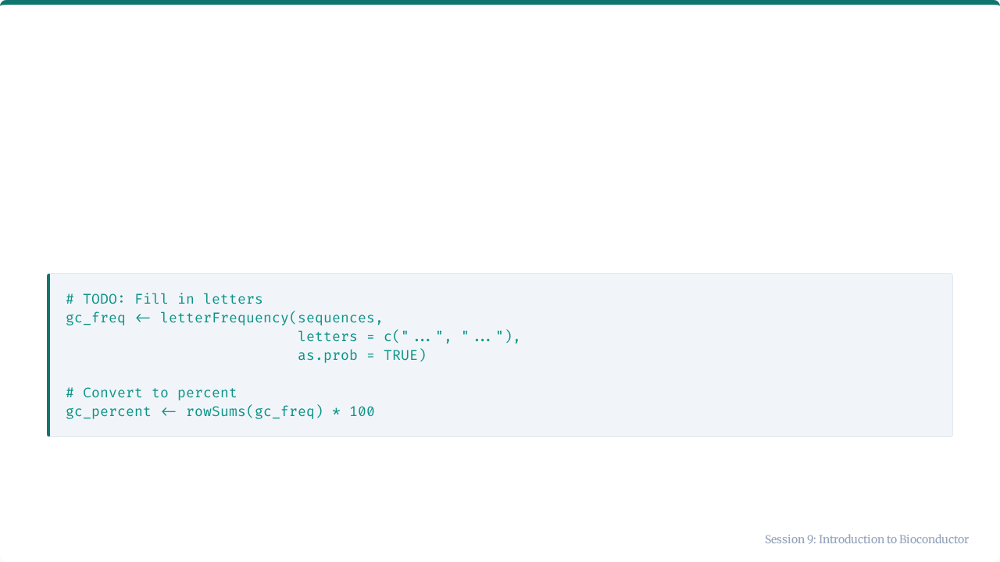 # TODO: Fill in letters
gc_freq <- letterFrequency(sequences,
                           letters = c("...", "..."),
                           as.prob = TRUE)
# Convert to percent
gc_percent <- rowSums(gc_freq) * 100
Session 9: Introduction to Bioconductor